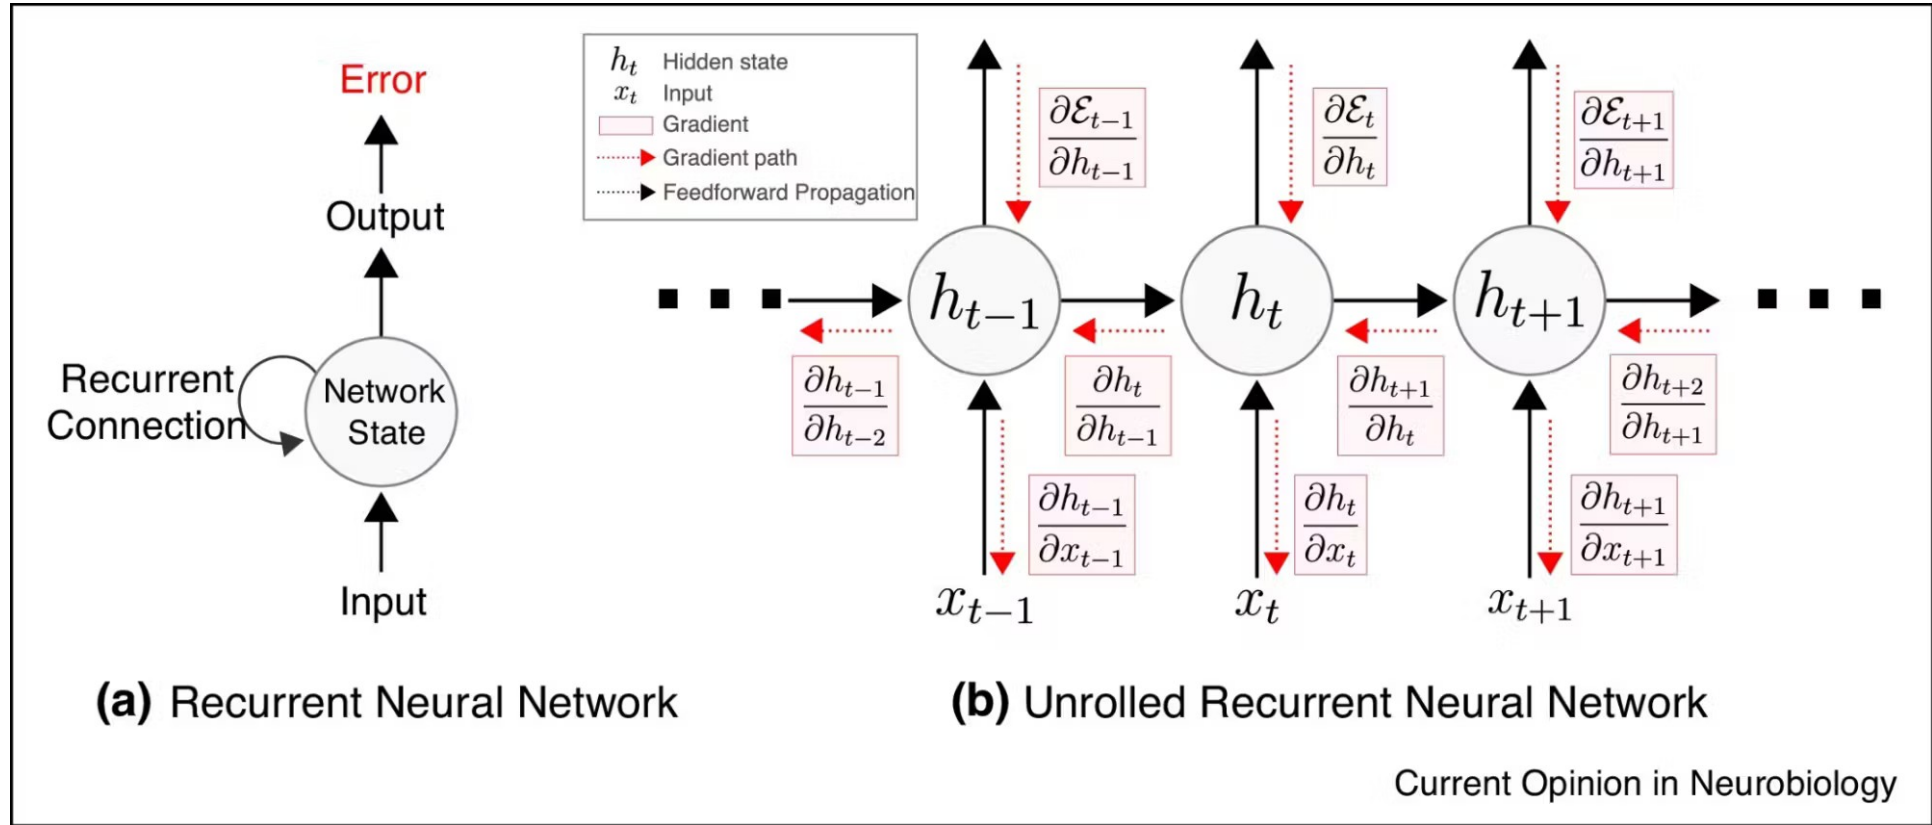 Error
Output
Recurrent
Connection
Network
State
Input
(a) Recurrent Neural Network
h_t Hidden state
x_t Input
Gradient
Gradient path
Feedforward Propagation
∂ℰ_{t−1}
∂h_{t−1}
∂ℰ_t
∂h_t
∂ℰ_{t+1}
∂h_{t+1}
h_{t−1}
h_t
h_{t+1}
∂h_{t−1}
∂h_{t−2}
∂h_t
∂h_{t−1}
∂h_{t+1}
∂h_t
∂h_{t+2}
∂h_{t+1}
∂h_{t−1}
∂x_{t−1}
∂h_t
∂x_t
∂h_{t+1}
∂x_{t+1}
x_{t−1}
x_t
x_{t+1}
(b) Unrolled Recurrent Neural Network
Current Opinion in Neurobiology